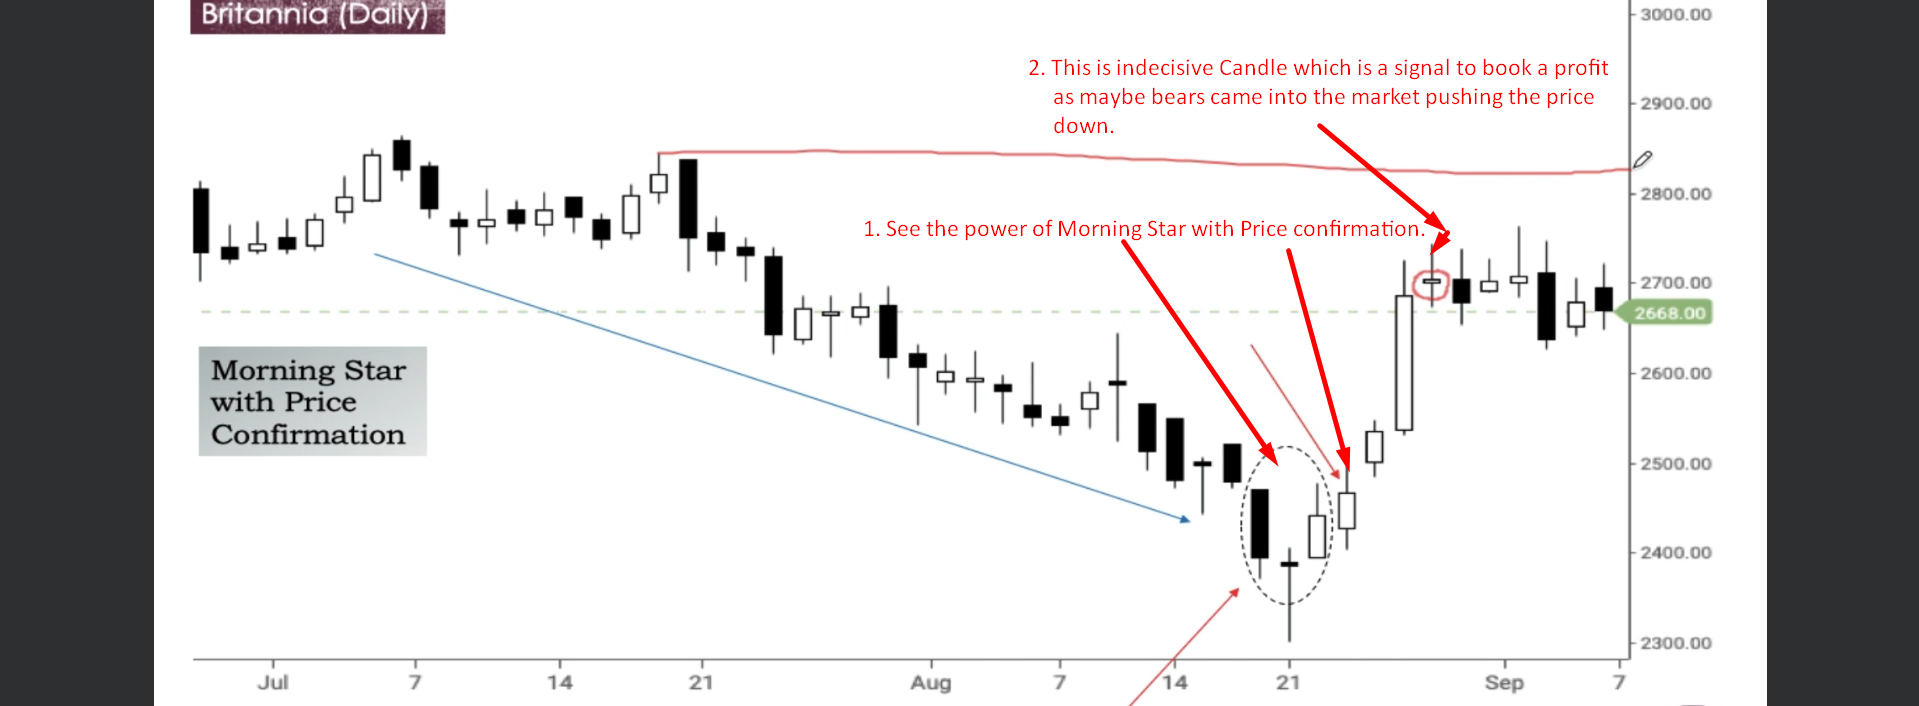 Britannia (Daily)
3000.00
2. This is indecisive Candle which is a signal to book a profit
as maybe bears came into the market pushing the price
down.
2900.00
2800.00
1. See the power of Morning Star with Price confirmation.
2700.00
2668.00
Morning Star
with Price
Confirmation
2600.00
2500.00
2400.00
2300.00
Jul 7 14 21 Aug 7 14 21 Sep 7